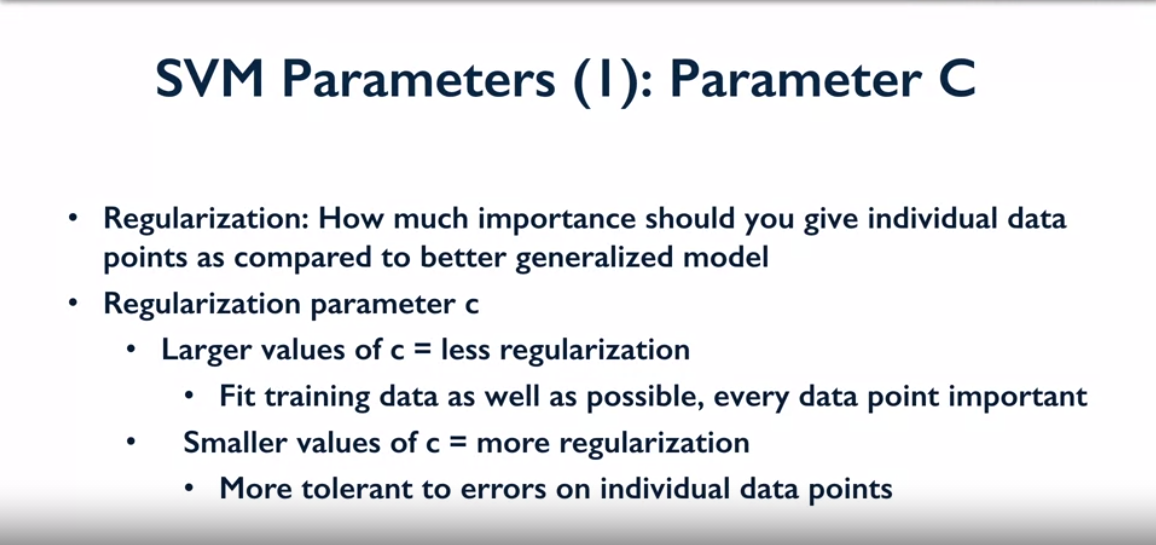 SVM Parameters (1): Parameter C
• Regularization: How much importance should you give individual data
points as compared to better generalized model
• Regularization parameter c
• Larger values of c = less regularization
• Fit training data as well as possible, every data point important
• Smaller values of c = more regularization
• More tolerant to errors on individual data points